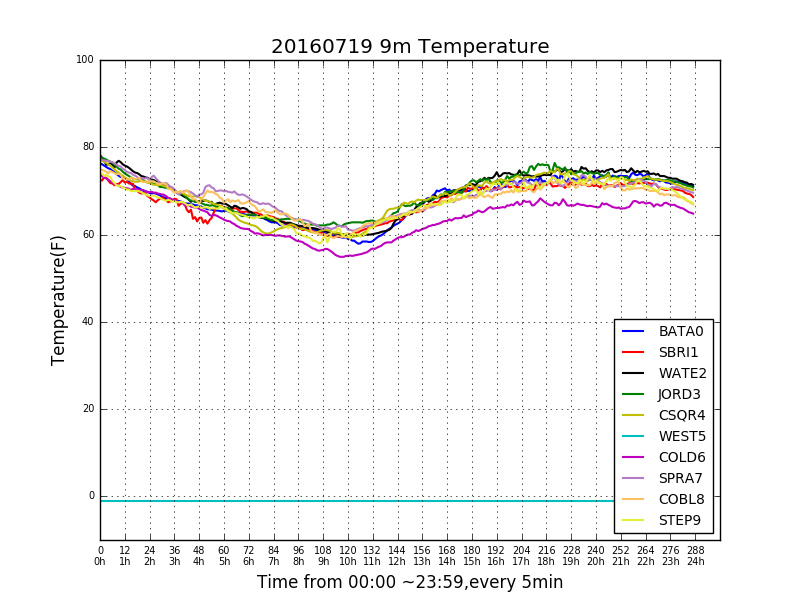 20160719 9m Temperature
Temperature(F)
100
80
60
40
20
0
BATA0
SBRI1
WATE2
JORD3
CSQR4
WEST5
COLD6
SPRA7
COBL8
STEP9
0 12 24 36 48 60 72 84 96 108 120 132 144 156 168 180 192 204 216 228 240 252 264 276 288
0h 1h 2h 3h 4h 5h 6h 7h 8h 9h 10h 11h 12h 13h 14h 15h 16h 17h 18h 19h 20h 21h 22h 23h 24h
Time from 00:00 ~23:59,every 5min